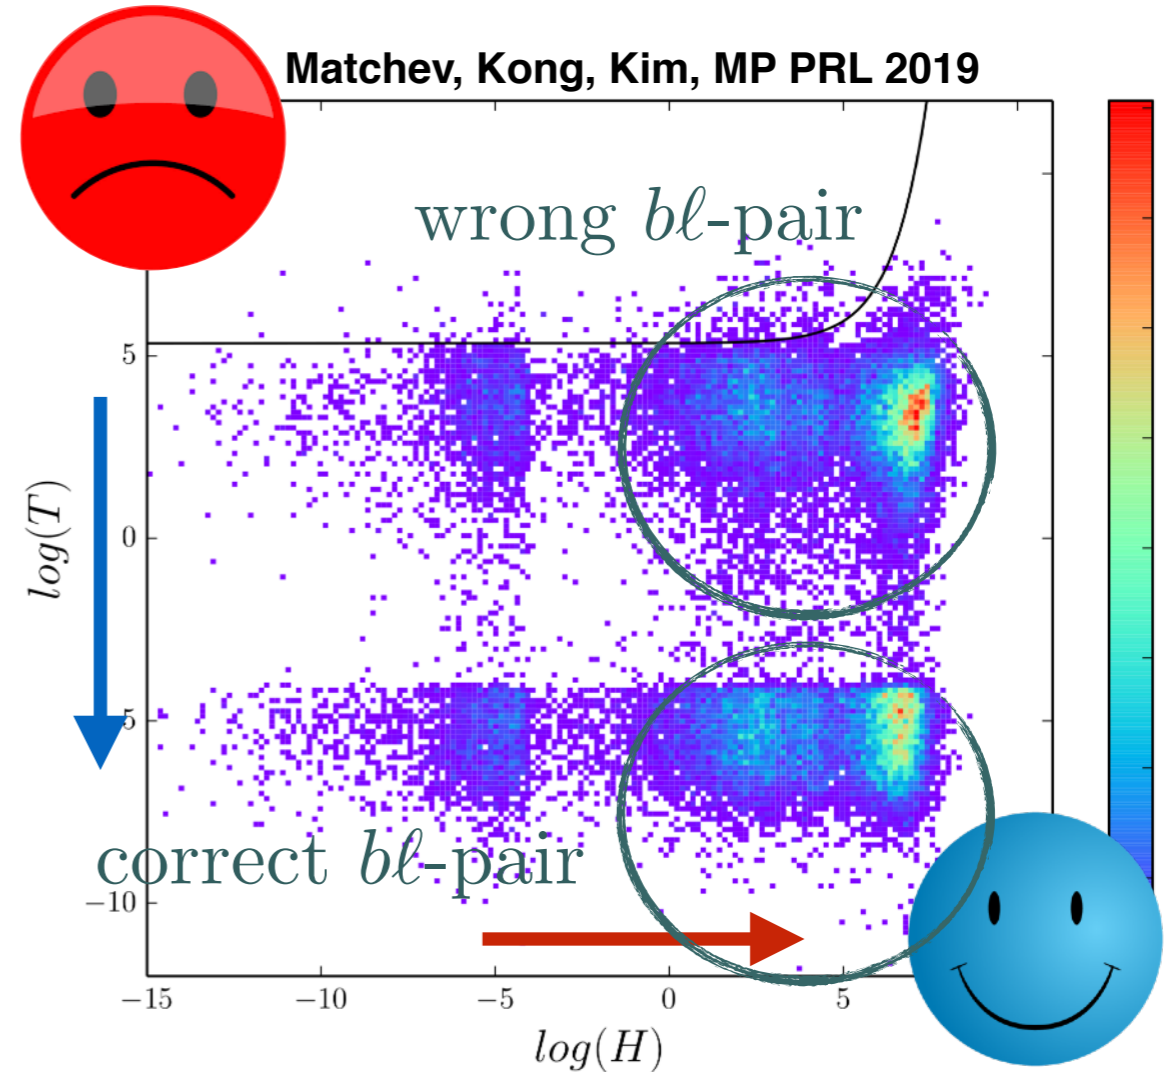 Matchev, Kong, Kim, MP PRL 2019
wrong bℓ-pair
5
0
5
−10
log(T)
correct bℓ-pair
−15 −10 −5 0 5
log(H)